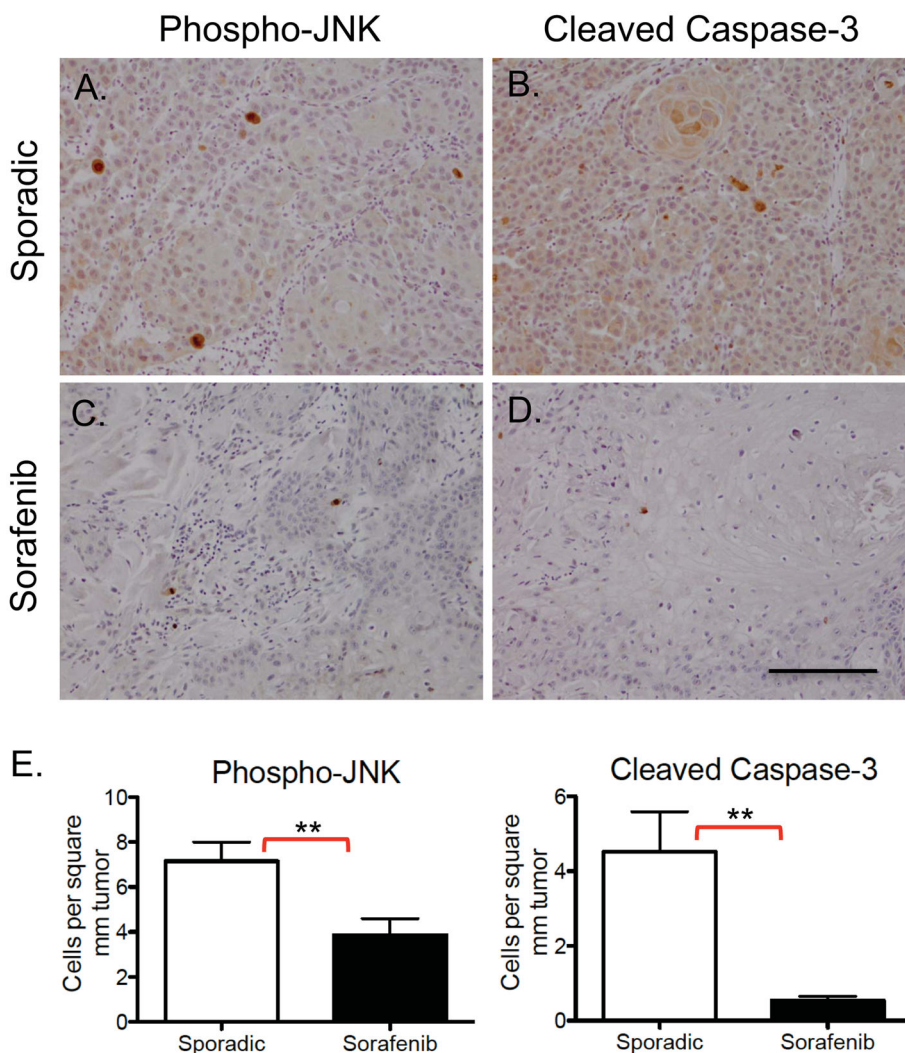 Phospho-JNK Cleaved Caspase-3
Sporadic
A.
B.
Sorafenib
C.
D.
E.
Phospho-JNK
Cells per square
mm tumor
10
8
6
4
2
0
**
Sporadic Sorafenib
Cleaved Caspase-3
Cells per square
mm tumor
6
4
2
0
**
Sporadic Sorafenib